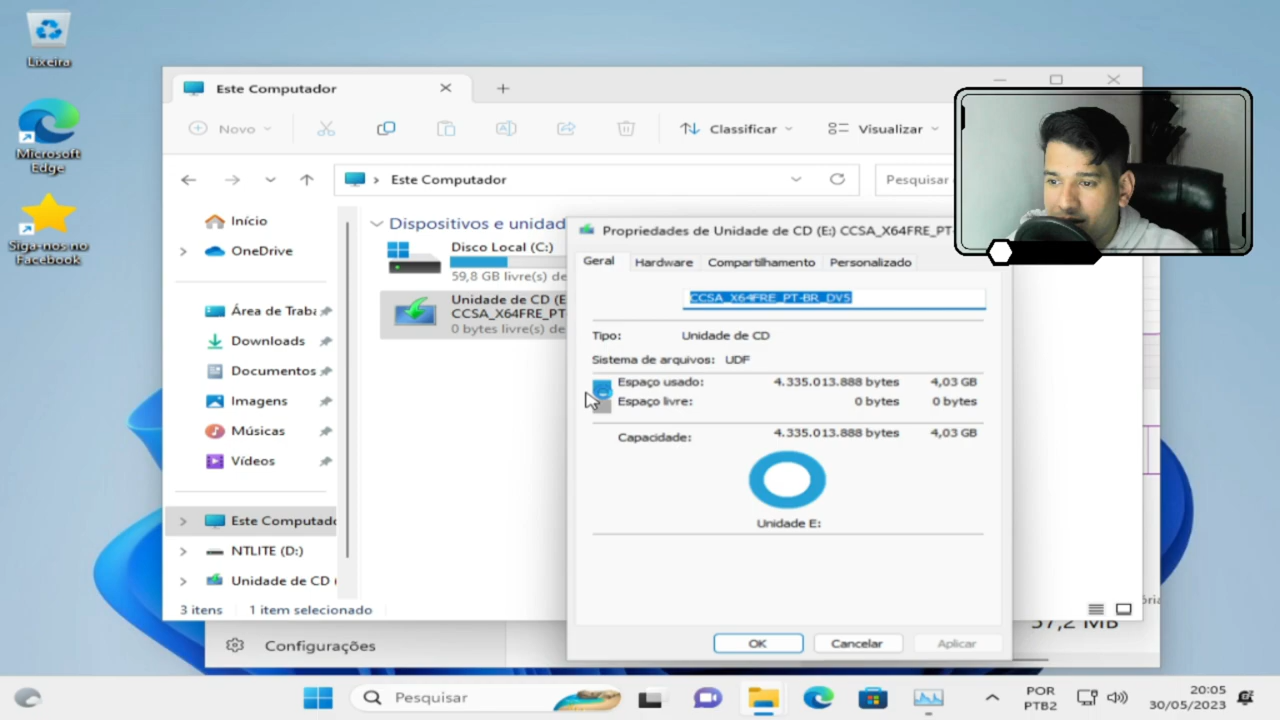 Lixeira
Microsoft
Edge
Siga-nos no
Facebook
Este Computador
Novo
Classificar
Visualizar
Este Computador
Pesquisar
Início
OneDrive
Área de Traba
Downloads
Documentos
Imagens
Músicas
Vídeos
Este Computado
NTLITE (D:)
Unidade de CD (
3 itens
1 item selecionado
Dispositivos e unidad
Disco Local (C:)
59,8 GB livre(s) de
Unidade de CD (E
CCSA_X64FRE_PT
0 bytes livre(s) de
Propriedades de Unidade de CD (E:) CCSA_X64FRE_PT-
Geral
Hardware
Compartilhamento
Personalizado
CCSA_X64FRE_PT-BR_DV5
Tipo: Unidade de CD
Sistema de arquivos: UDF
Espaço usado: 4.335.013.888 bytes 4,03 GB
Espaço livre: 0 bytes 0 bytes
Capacidade: 4.335.013.888 bytes 4,03 GB
Unidade E:
OK
Cancelar
Aplicar
Configurações
57,2 MB
Pesquisar
POR
PTB2
20:05
30/05/2023